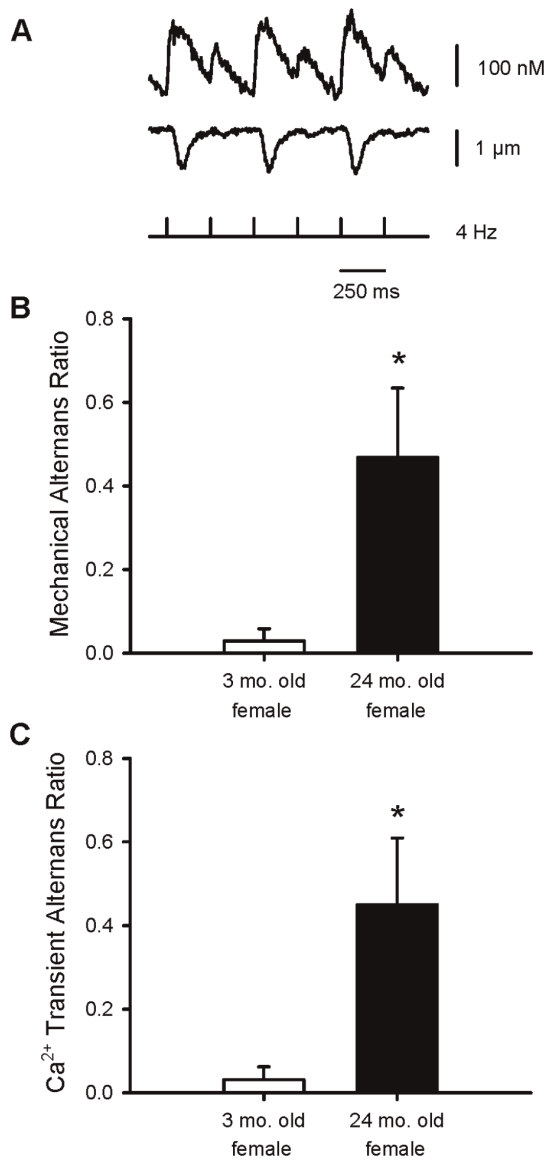 A
100 nM
1 µm
4 Hz
250 ms
B
Mechanical Alternans Ratio
0.8
0.6
0.4
0.2
0.0
*
3 mo. old
female
24 mo. old
female
C
Ca2+ Transient Alternans Ratio
0.8
0.6
0.4
0.2
0.0
*
3 mo. old
female
24 mo. old
female